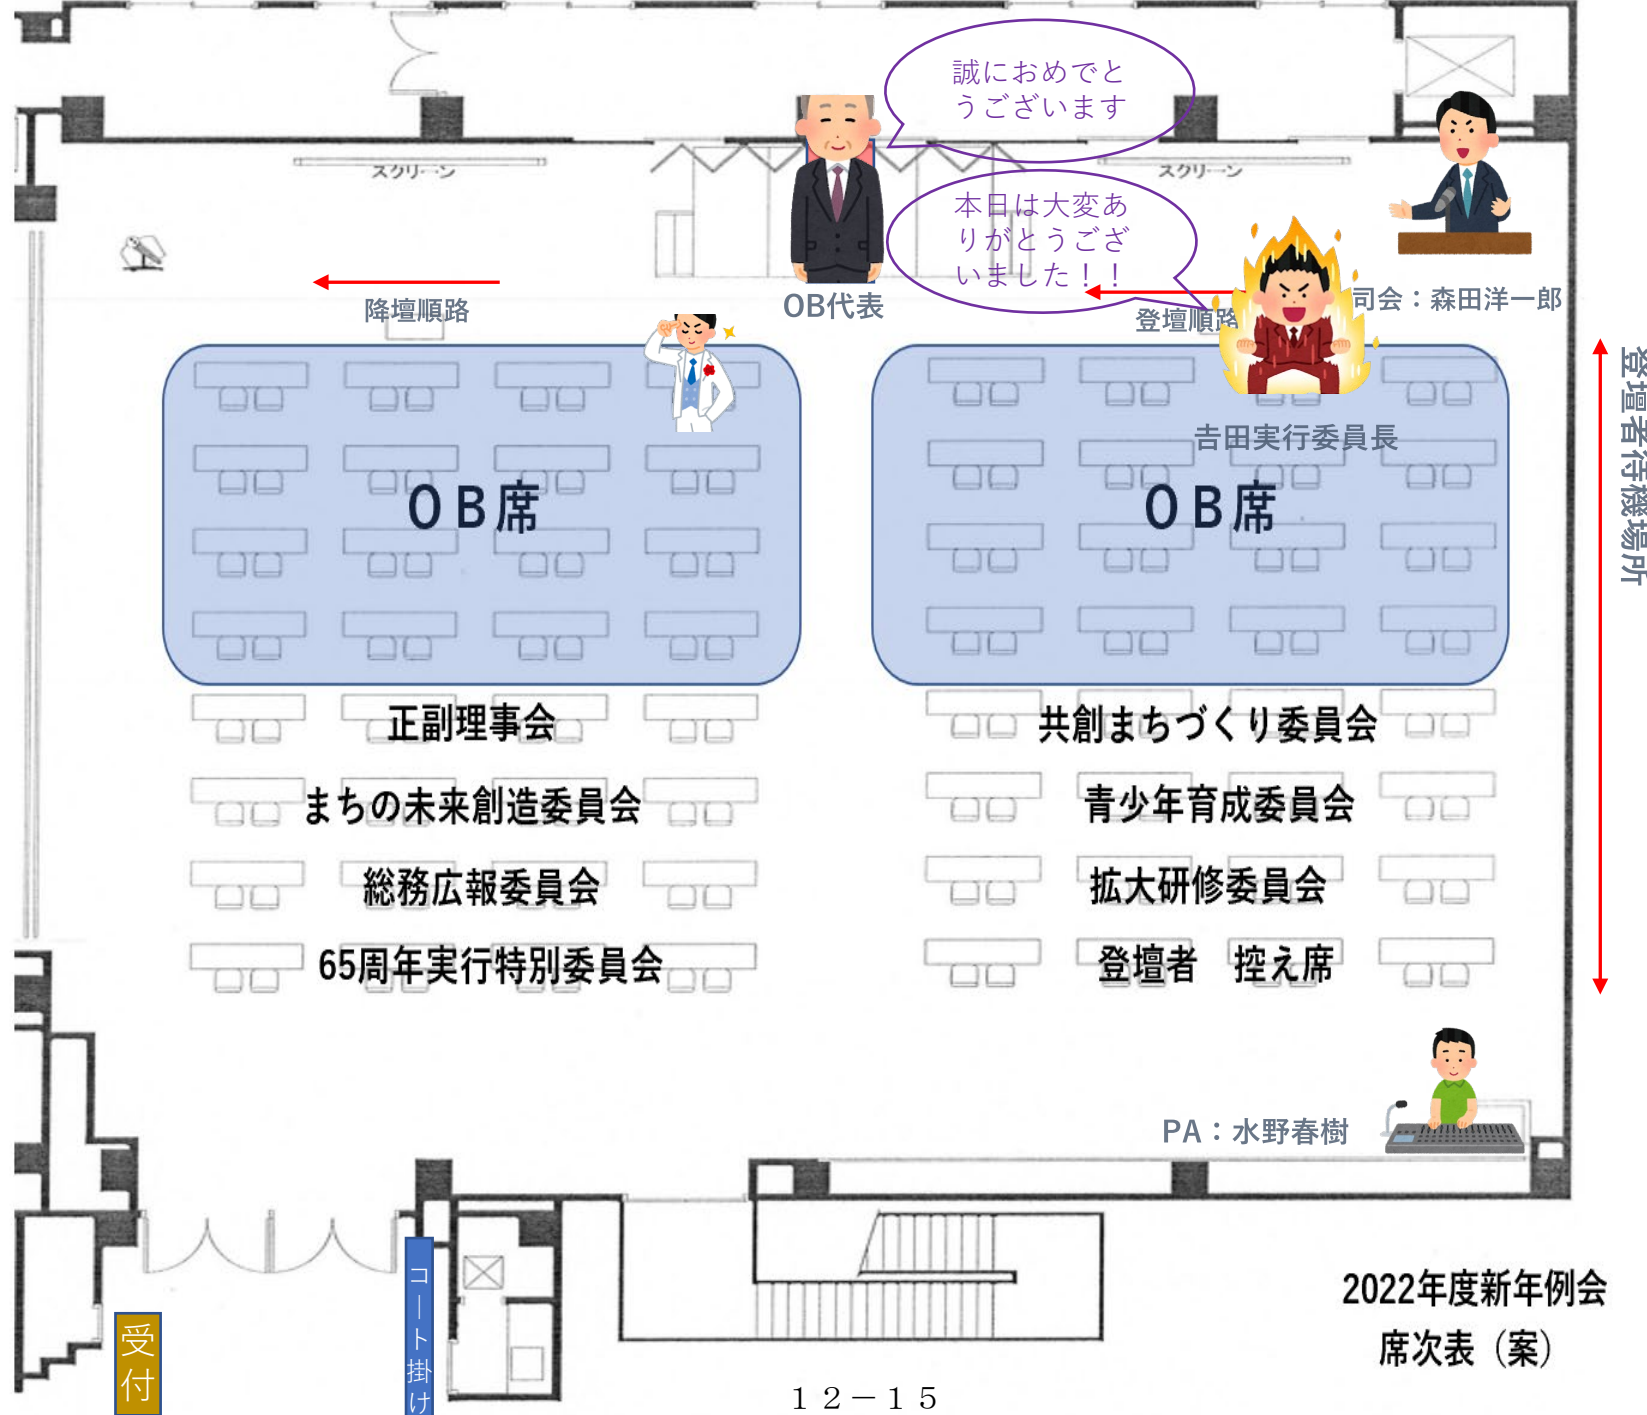 誠におめでと
うございます
スクリーン
スクリーン
本日は大変あ
りがとうござ
いました！！
降壇順路
OB代表
登壇順路
司会：森田洋一郎
登壇者待機場所
吉田実行委員長
ＯＢ席
ＯＢ席
正副理事会
共創まちづくり委員会
まちの未来創造委員会
青少年育成委員会
総務広報委員会
拡大研修委員会
65周年実行特別委員会
登壇者　控え席
PA：水野春樹
コート掛け
受付
2022年度新年例会
席次表（案）
１２－１５